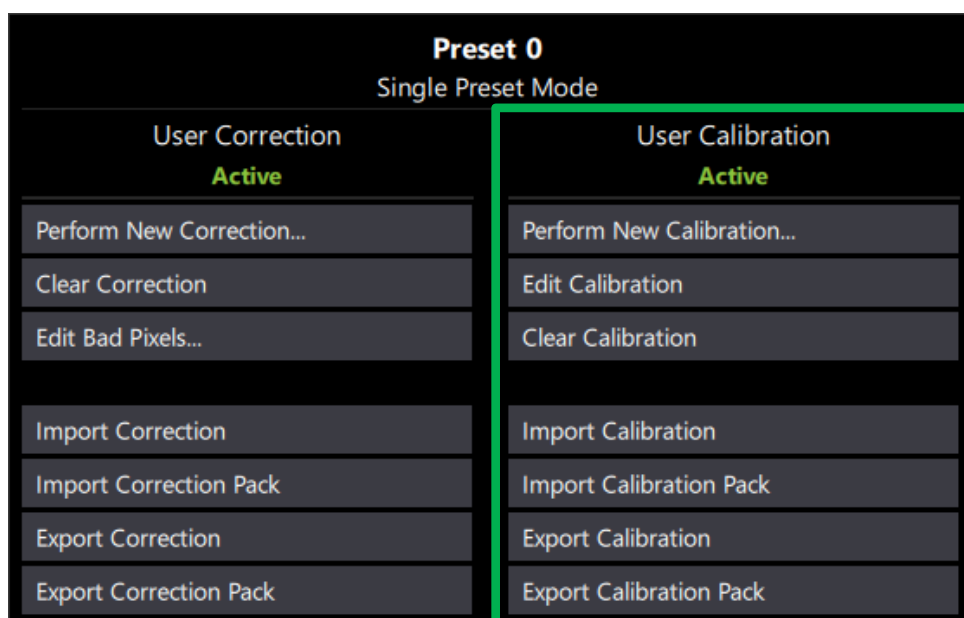 Preset 0
Single Preset Mode
User Correction
Active
Perform New Correction...
Clear Correction
Edit Bad Pixels...
Import Correction
Import Correction Pack
Export Correction
Export Correction Pack
User Calibration
Active
Perform New Calibration...
Edit Calibration
Clear Calibration
Import Calibration
Import Calibration Pack
Export Calibration
Export Calibration Pack